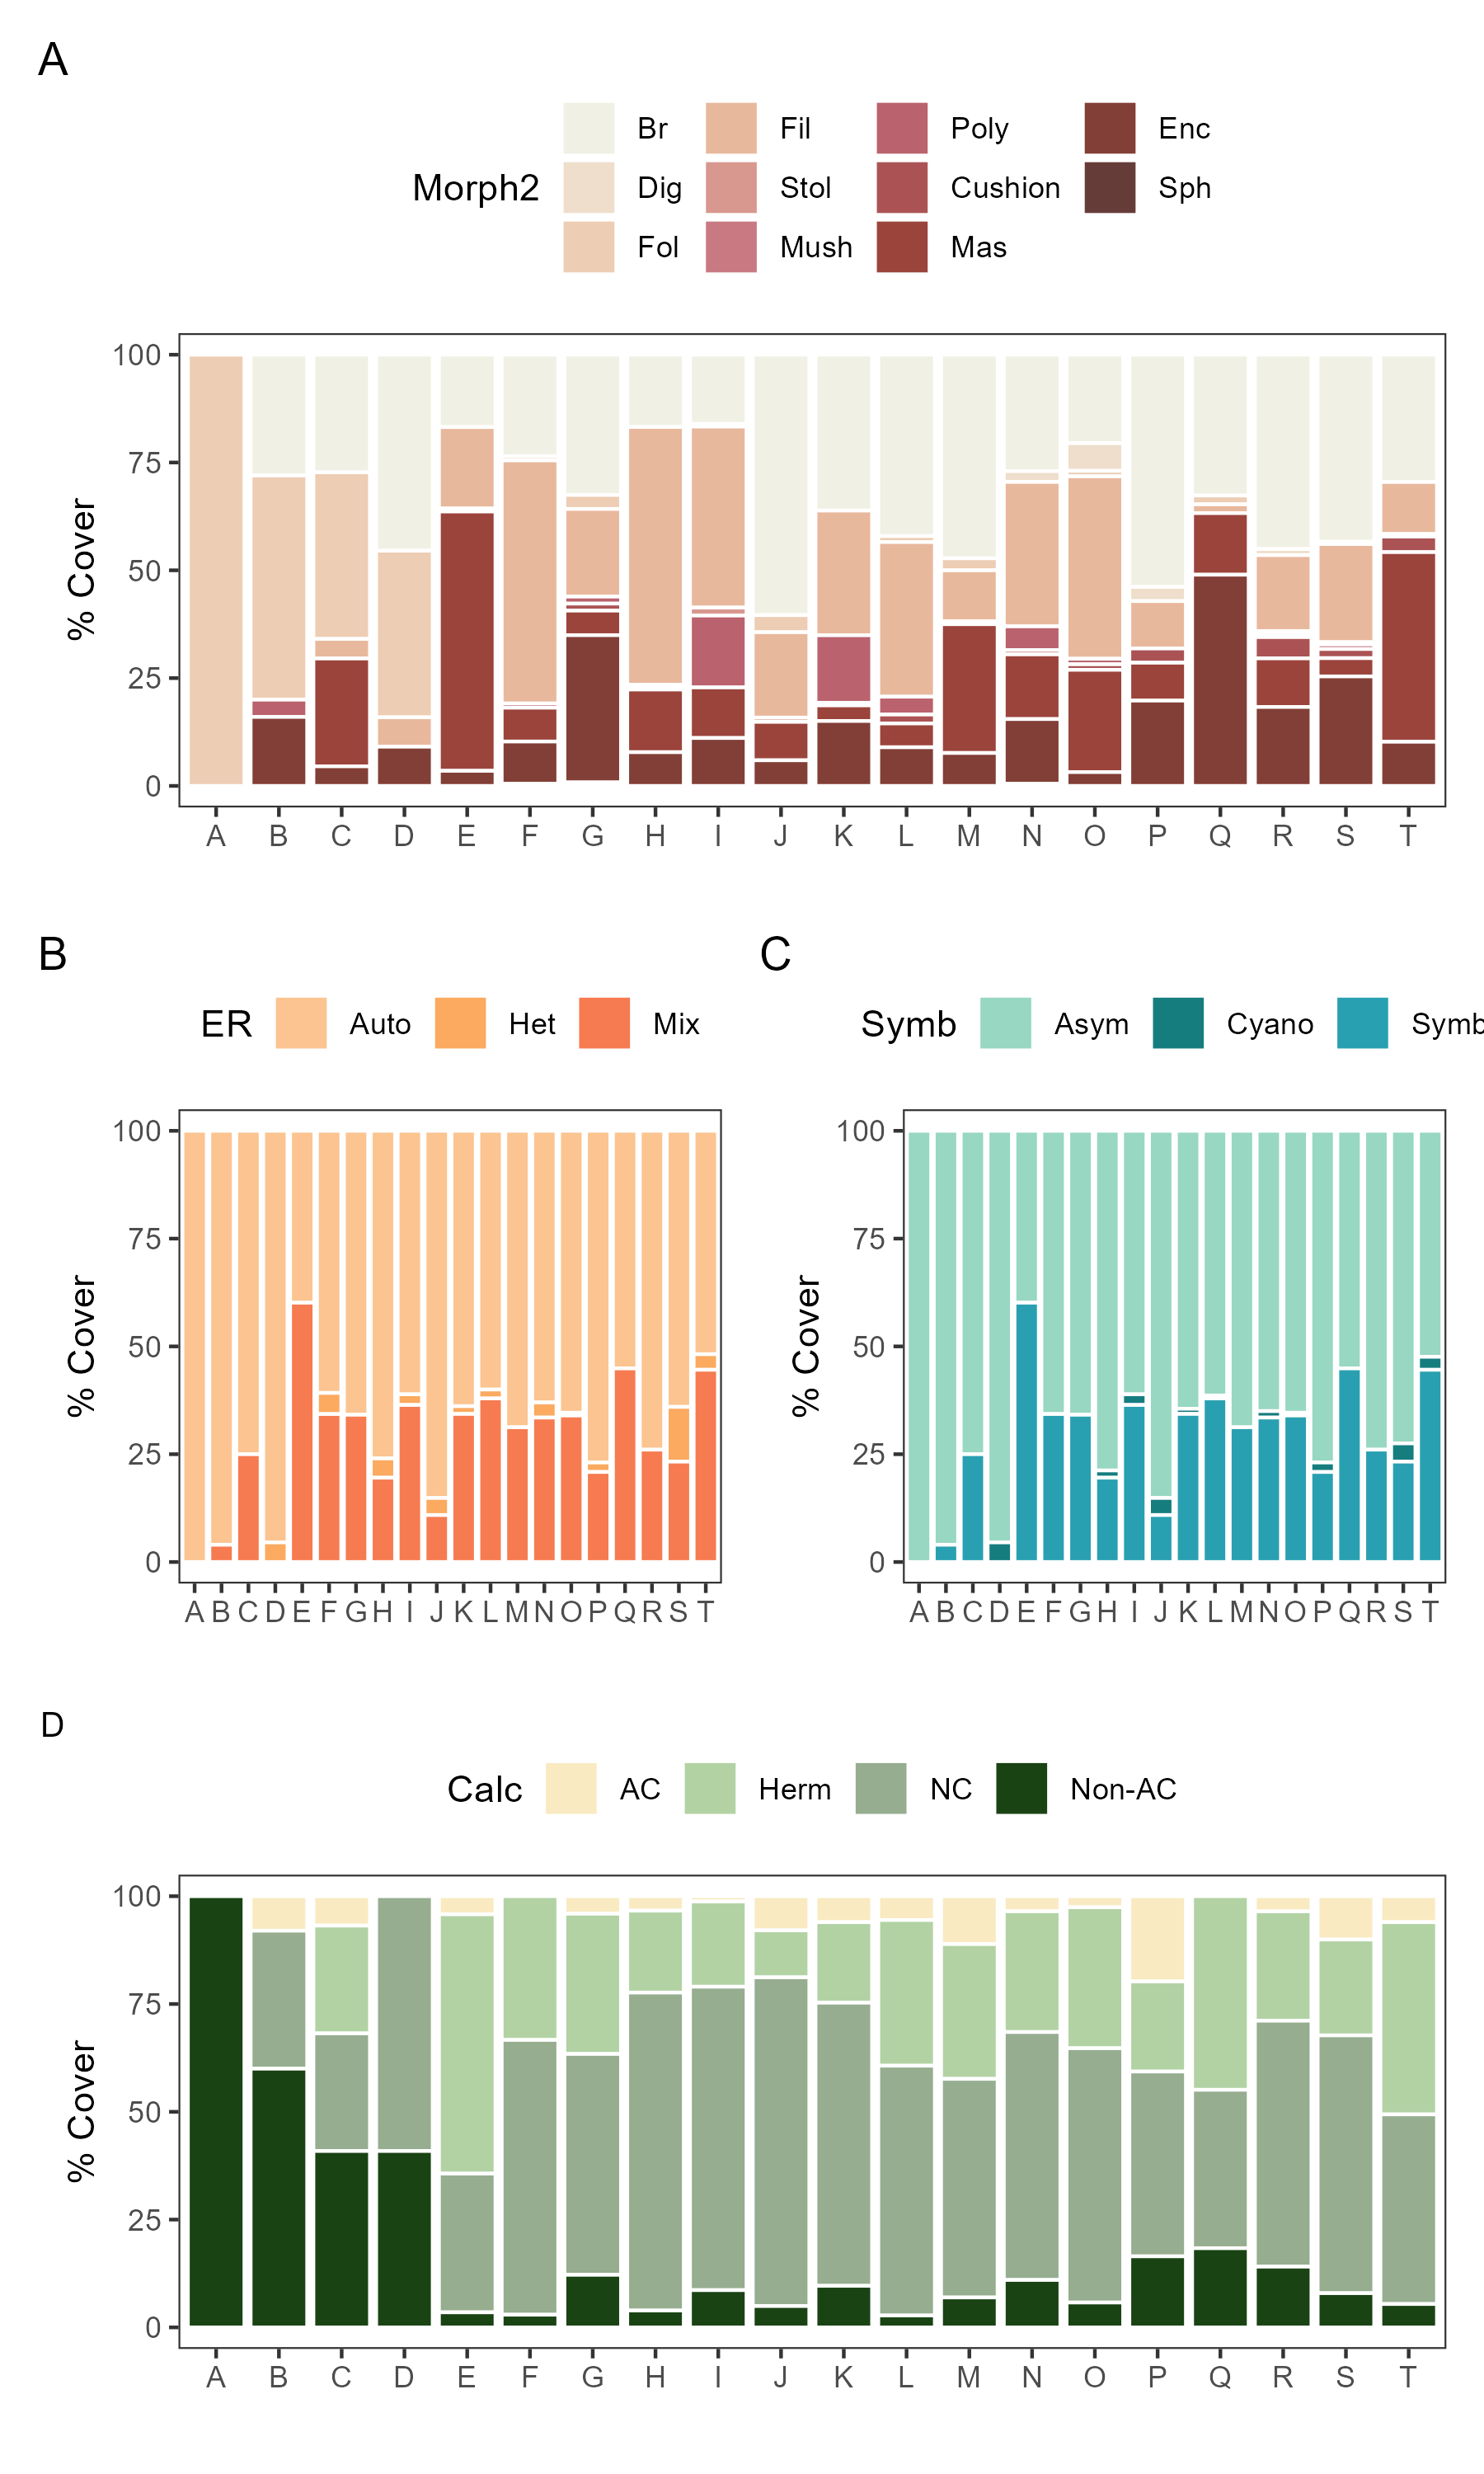 A
Morph2 Br Fil Poly Enc
Dig Stol Cushion Sph
Fol Mush Mas
% Cover
100
75
50
25
0
A B C D E F G H I J K L M N O P Q R S T
B
ER Auto Het Mix
% Cover
100
75
50
25
0
A B C D E F G H I J K L M N O P Q R S T
C
Symb Asym Cyano Symb
% Cover
100
75
50
25
0
A B C D E F G H I J K L M N O P Q R S T
D
Calc AC Herm NC Non-AC
% Cover
100
75
50
25
0
A B C D E F G H I J K L M N O P Q R S T